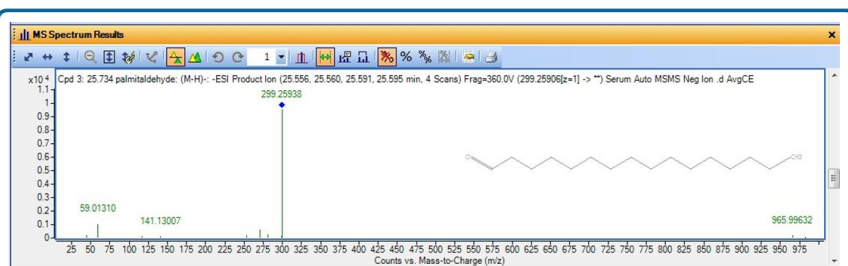 MS Spectrum Results
1
x10 4
Cpd 3: 25.734 palmitaldehyde: (M-H)-: -ESI Product Ion (25.556, 25.560, 25.591, 25.595 min, 4 Scans) Frag=360.0V (299.25906[z=1] -> **) Serum Auto MSMS Neg Ion .d AvgCE
1.1
1
0.9
0.8
0.7
0.6
0.5
0.4
0.3
0.2
0.1
0
299.25938
59.01310
141.13007
965.99632
O
CH3
25 50 75 100 125 150 175 200 225 250 275 300 325 350 375 400 425 450 475 500 525 550 575 600 625 650 675 700 725 750 775 800 825 850 875 900 925 950 975
Counts vs. Mass-to-Charge (m/z)